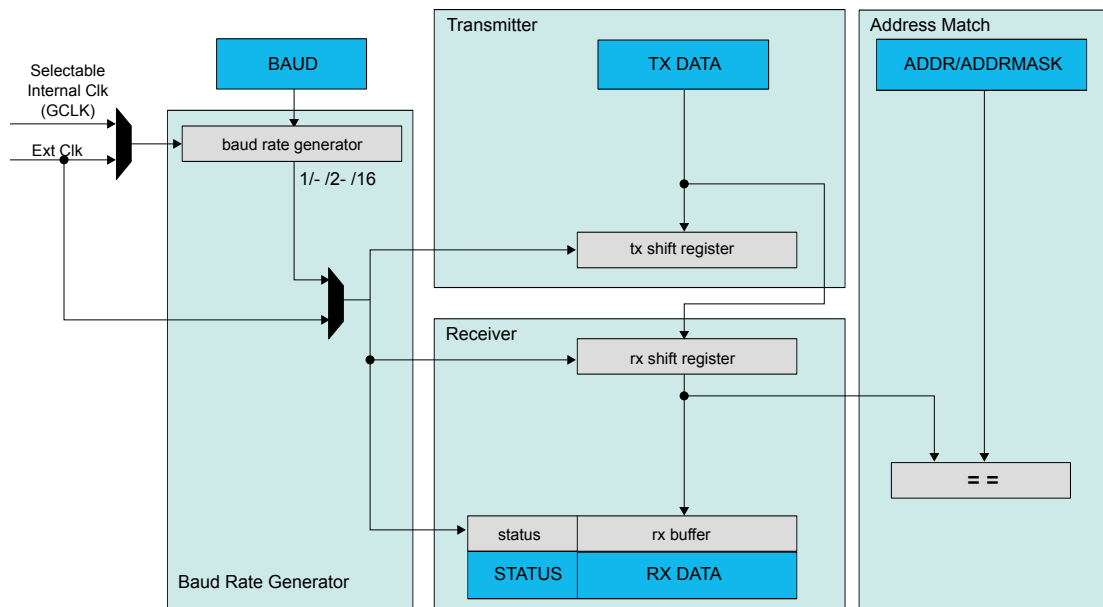 Transmitter
Address Match
BAUD
TX DATA
ADDR/ADDRMASK
Selectable
Internal Clk
(GCLK)
Ext Clk
baud rate generator
1/- /2- /16
tx shift register
Receiver
rx shift register
= =
status
rx buffer
STATUS
RX DATA
Baud Rate Generator